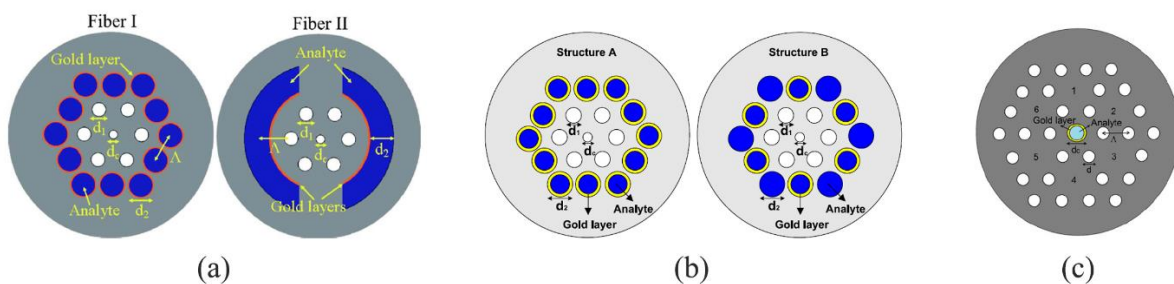 Fiber I
Gold layer
d1
dc
Λ
Analyte
d2
Fiber II
Analyte
d1
dc
Λ
d2
Gold layers
(a)
Structure A
d1
dc
d2
Analyte
Gold layer
Structure B
d1
dc
d2
Analyte
Gold layer
(b)
1
6
2
Gold layer
Analyte
Λ
dc
d
5
3
4
(c)